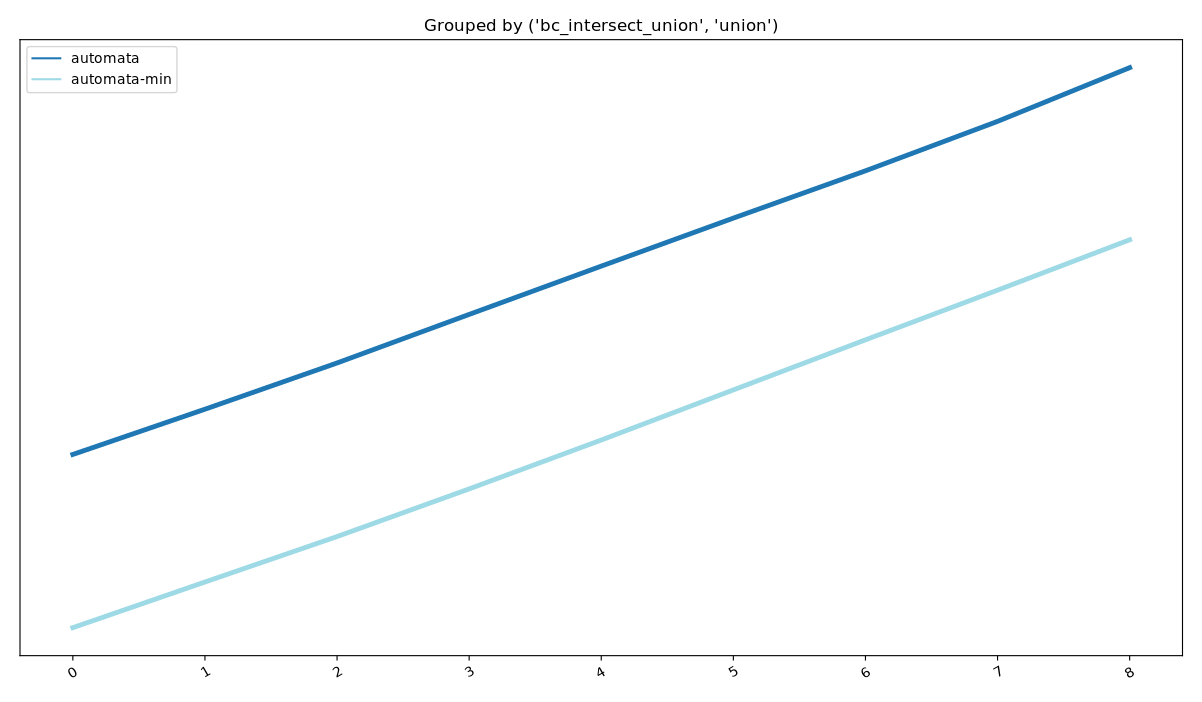 Grouped by ('bc_intersect_union', 'union')
automata
automata-min
0 1 2 3 4 5 6 7 8